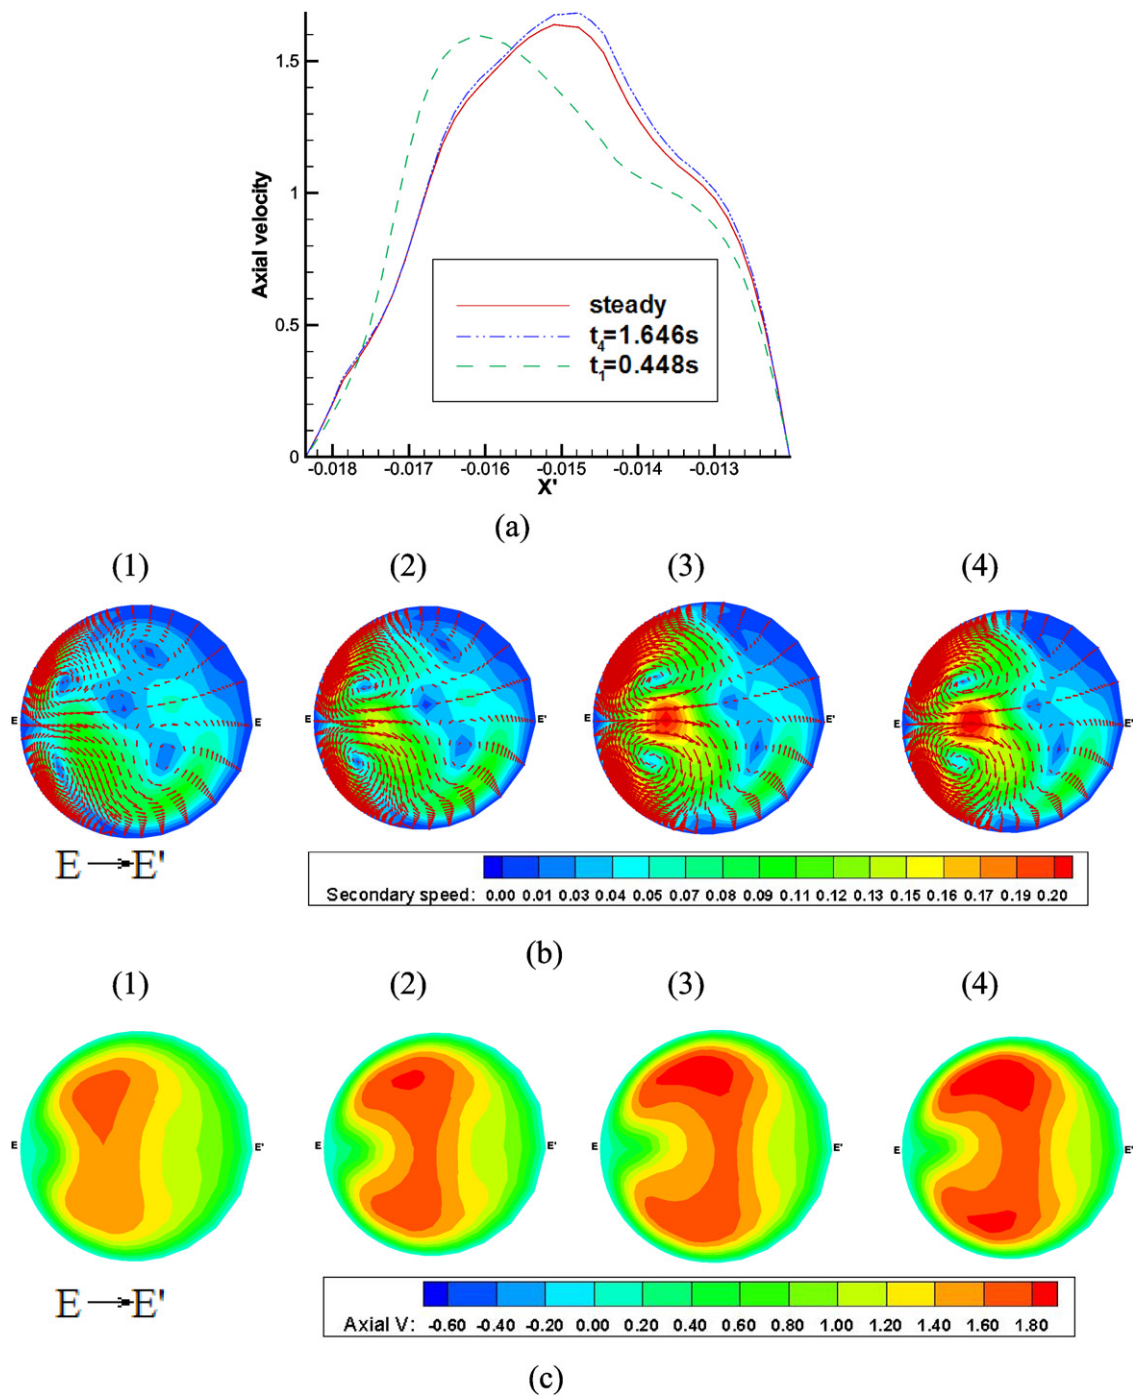 (a)
1.5
1
0.5
0
Axial velocity
steady
t₄=1.646s
t₁=0.448s
-0.018 -0.017 -0.016 -0.015 -0.014 -0.013
X'
(a)
(1) (2) (3) (4)
E E E E' E E' E E'
E E'
Secondary speed: 0.00 0.01 0.03 0.04 0.05 0.07 0.08 0.09 0.11 0.12 0.13 0.15 0.16 0.17 0.19 0.20
(b)
(1) (2) (3) (4)
E E' E E' E E' E E'
E E'
Axial V: -0.60 -0.40 -0.20 0.00 0.20 0.40 0.60 0.80 1.00 1.20 1.40 1.60 1.80
(c)